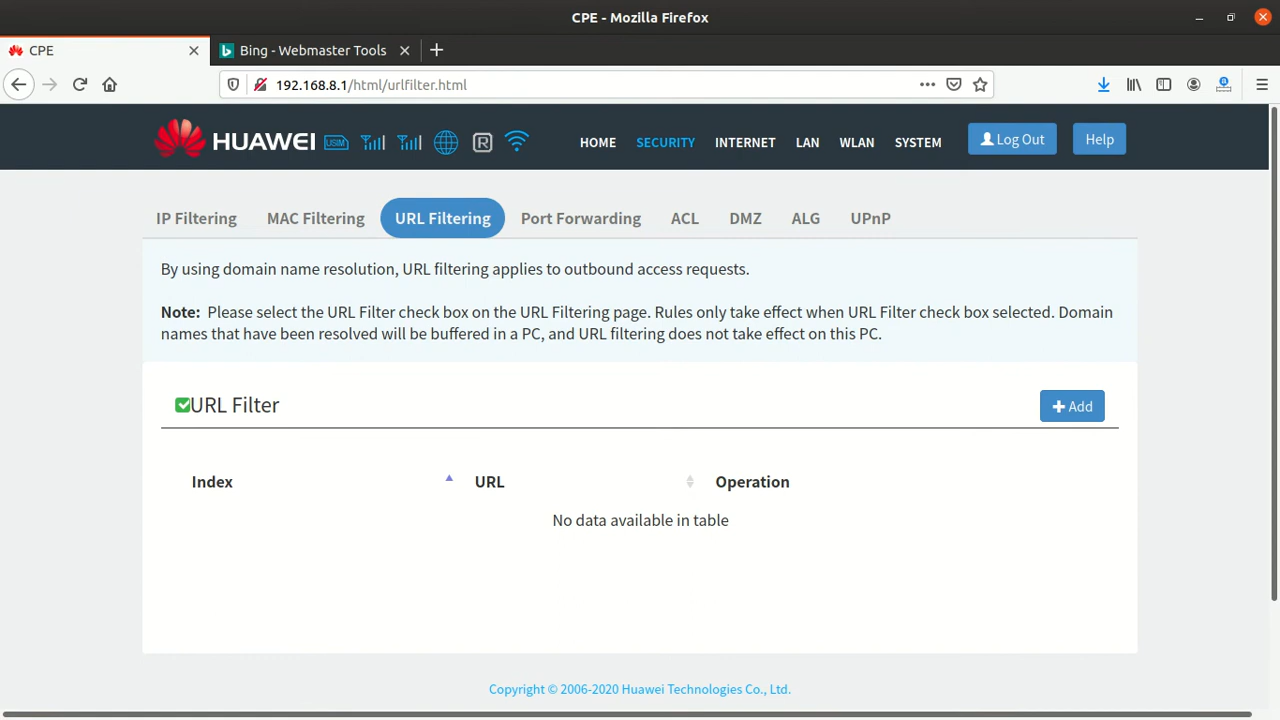 CPE - Mozilla Firefox
CPE
Bing - Webmaster Tools
192.168.8.1/html/urlfilter.html
HUAWEI USIM R HOME SECURITY INTERNET LAN WLAN SYSTEM Log Out Help
IP Filtering MAC Filtering URL Filtering Port Forwarding ACL DMZ ALG UPnP
By using domain name resolution, URL filtering applies to outbound access requests.
Note: Please select the URL Filter check box on the URL Filtering page. Rules only take effect when URL Filter check box selected. Domain
names that have been resolved will be buffered in a PC, and URL filtering does not take effect on this PC.
URL Filter Add
Index URL Operation
No data available in table
Copyright © 2006-2020 Huawei Technologies Co., Ltd.